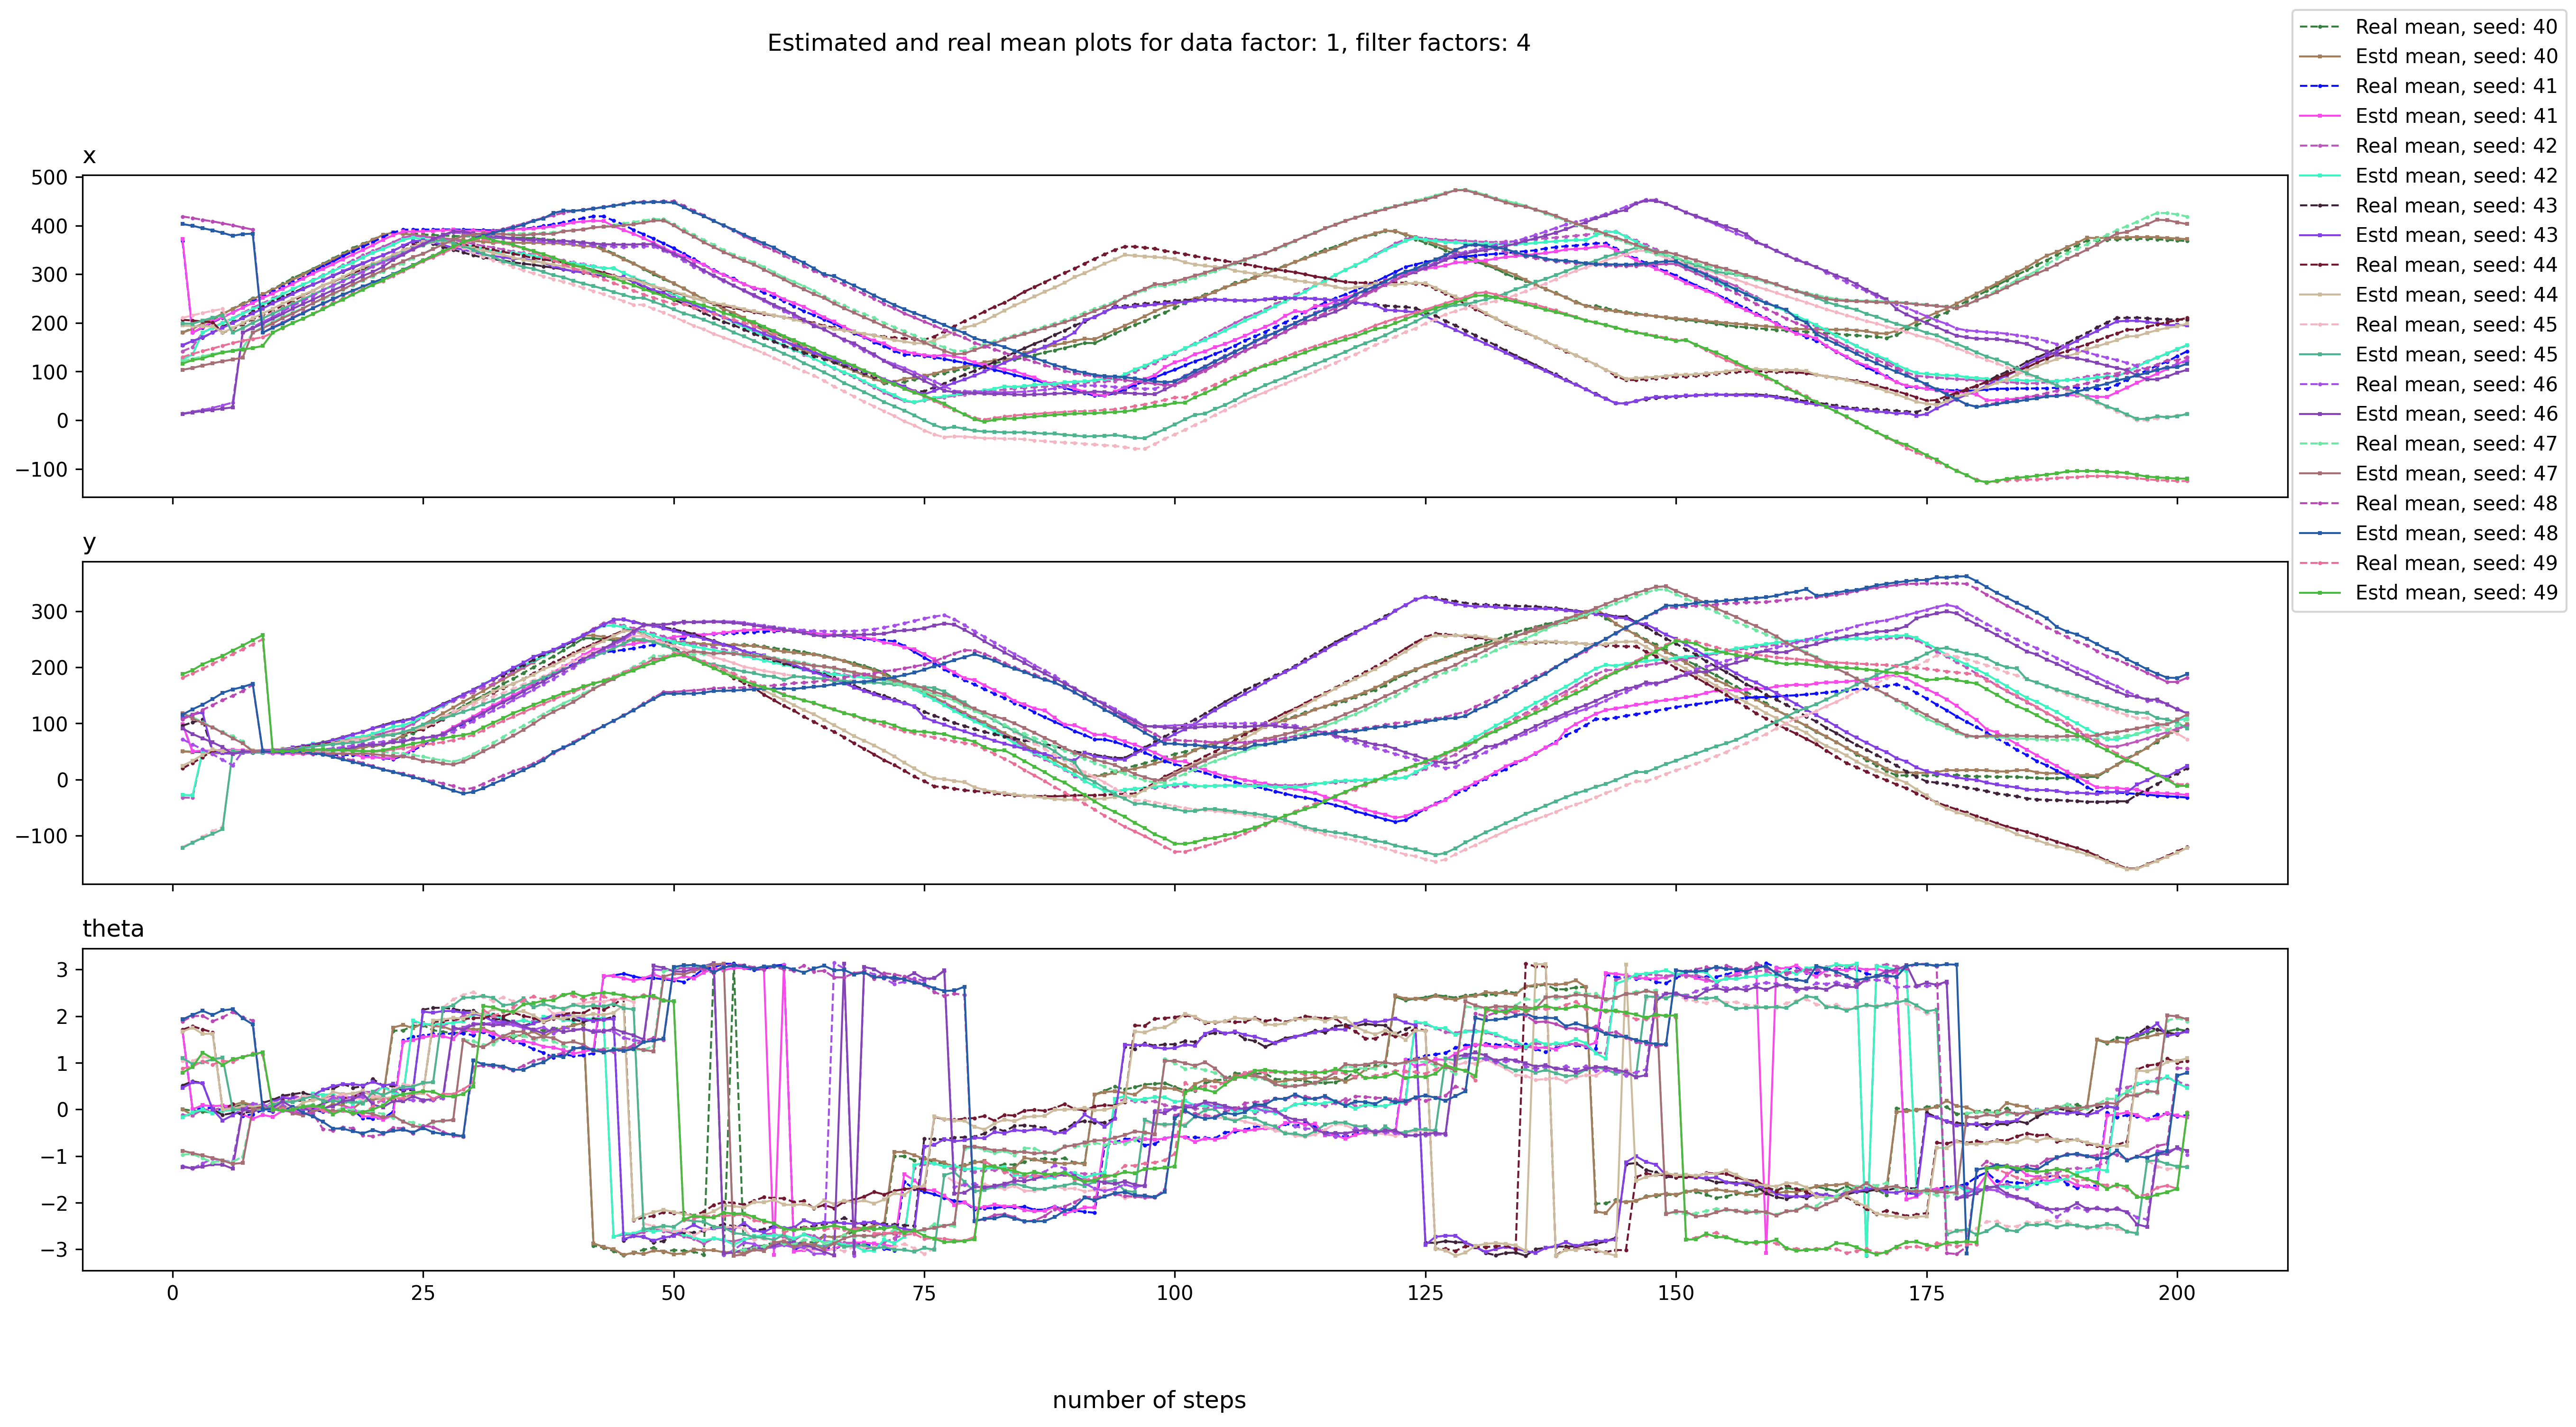 Estimated and real mean plots for data factor: 1, filter factors: 4
Real mean, seed: 40
Estd mean, seed: 40
Real mean, seed: 41
Estd mean, seed: 41
Real mean, seed: 42
Estd mean, seed: 42
Real mean, seed: 43
Estd mean, seed: 43
Real mean, seed: 44
Estd mean, seed: 44
Real mean, seed: 45
Estd mean, seed: 45
Real mean, seed: 46
Estd mean, seed: 46
Real mean, seed: 47
Estd mean, seed: 47
Real mean, seed: 48
Estd mean, seed: 48
Real mean, seed: 49
Estd mean, seed: 49
x
500
400
300
200
100
0
−100
y
300
200
100
0
−100
theta
3
2
1
0
−1
−2
−3
0 25 50 75 100 125 150 175 200
number of steps